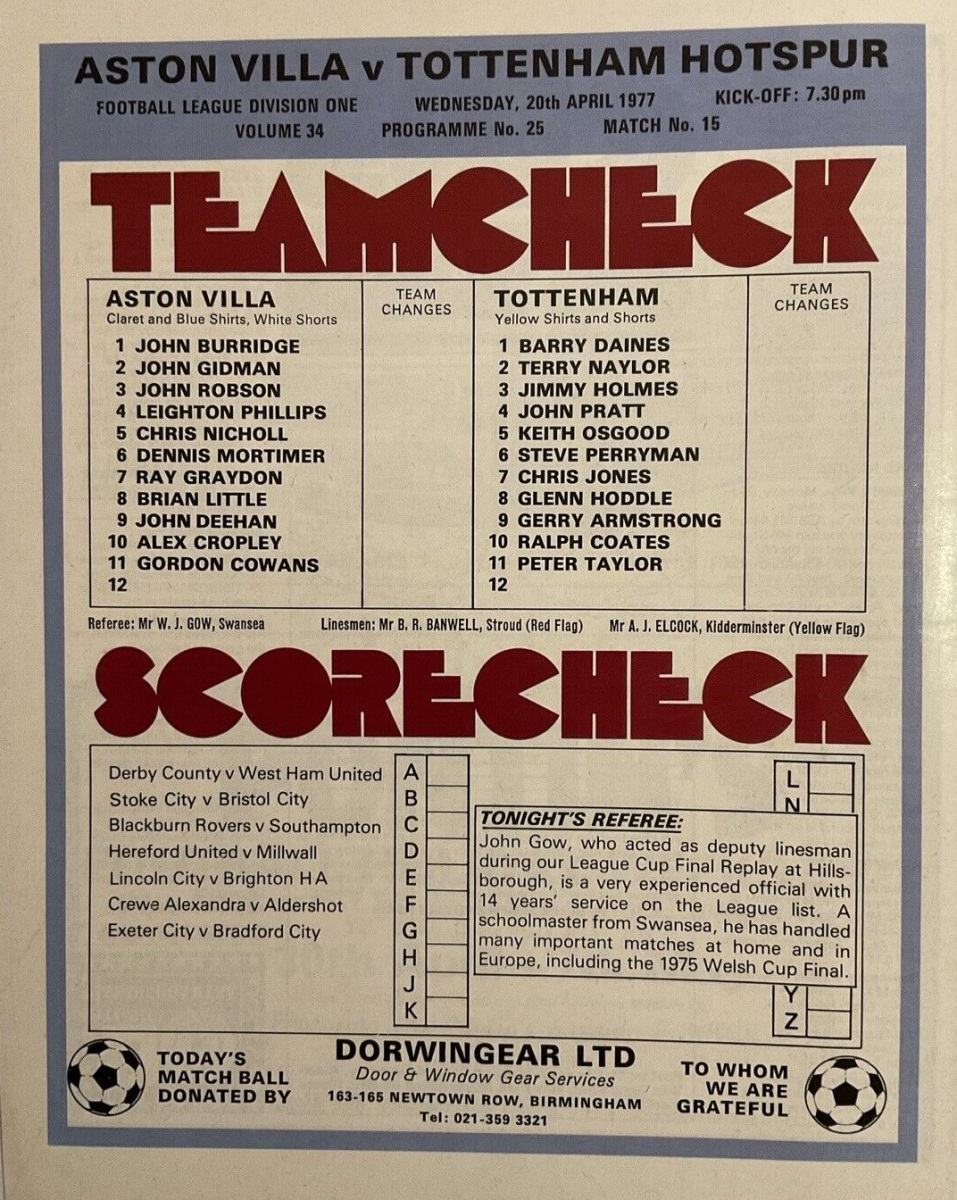 ASTON VILLA v TOTTENHAM HOTSPUR
FOOTBALL LEAGUE DIVISION ONE WEDNESDAY, 20th APRIL 1977 KICK-OFF: 7.30pm
VOLUME 34 PROGRAMME No. 25 MATCH No. 15
TEAMCHECK
ASTON VILLA
Claret and Blue Shirts, White Shorts
TEAM
CHANGES
1 JOHN BURRIDGE
2 JOHN GIDMAN
3 JOHN ROBSON
4 LEIGHTON PHILLIPS
5 CHRIS NICHOLL
6 DENNIS MORTIMER
7 RAY GRAYDON
8 BRIAN LITTLE
9 JOHN DEEHAN
10 ALEX CROPLEY
11 GORDON COWANS
12
TOTTENHAM
Yellow Shirts and Shorts
TEAM
CHANGES
1 BARRY DAINES
2 TERRY NAYLOR
3 JIMMY HOLMES
4 JOHN PRATT
5 KEITH OSGOOD
6 STEVE PERRYMAN
7 CHRIS JONES
8 GLENN HODDLE
9 GERRY ARMSTRONG
10 RALPH COATES
11 PETER TAYLOR
12
Referee: Mr W. J. GOW, Swansea Linesmen: Mr B. R. BANWELL, Stroud (Red Flag) Mr A. J. ELCOCK, Kidderminster (Yellow Flag)
SCORECHECK
Derby County v West Ham United A
Stoke City v Bristol City B
Blackburn Rovers v Southampton C
Hereford United v Millwall D
Lincoln City v Brighton H A E
Crewe Alexandra v Aldershot F
Exeter City v Bradford City G
H
J
K
L
N
TONIGHT'S REFEREE:
John Gow, who acted as deputy linesman
during our League Cup Final Replay at Hills-
borough, is a very experienced official with
14 years' service on the League list. A
schoolmaster from Swansea, he has handled
many important matches at home and in
Europe, including the 1975 Welsh Cup Final.
Y
Z
TODAY'S
MATCH BALL
DONATED BY
DORWINGEAR LTD
Door & Window Gear Services
163-165 NEWTOWN ROW, BIRMINGHAM
Tel: 021-359 3321
TO WHOM
WE ARE
GRATEFUL